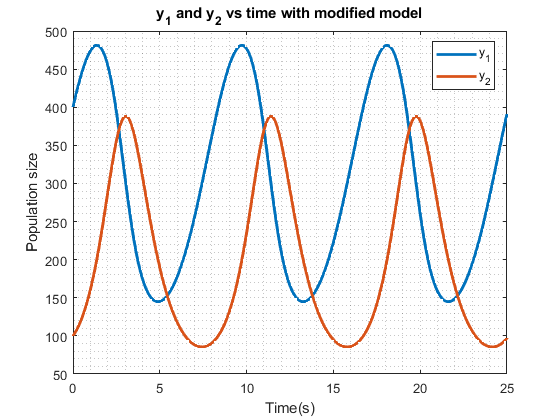 y1 and y2 vs time with modified model
500
450
400
350
300
250
200
150
100
50
Population size
y1
y2
0 5 10 15 20 25
Time(s)